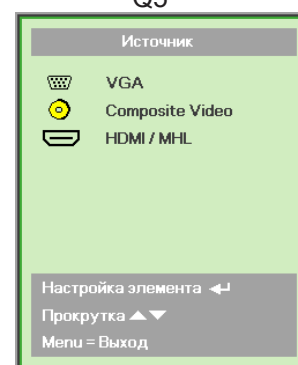 Источник
VGA
Composite Video
HDMI / MHL
Настройка элемента
Прокрутка
Menu = Выход